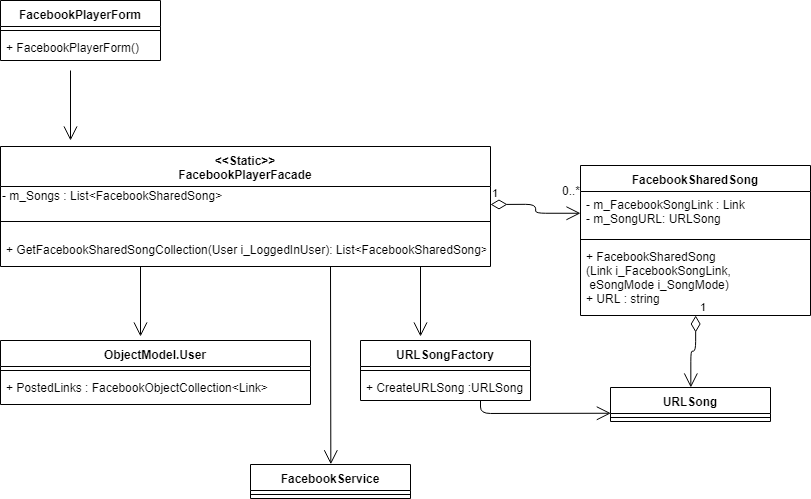 FacebookPlayerForm
+ FacebookPlayerForm()
<<Static>>
FacebookPlayerFacade
- m_Songs : List<FacebookSharedSong>
+ GetFacebookSharedSongCollection(User i_LoggedInUser): List<FacebookSharedSong>
1
0..*
FacebookSharedSong
- m_FacebookSongLink : Link
- m_SongURL: URLSong
+ FacebookSharedSong
(Link i_FacebookSongLink,
eSongMode i_SongMode)
+ URL : string
1
ObjectModel.User
+ PostedLinks : FacebookObjectCollection<Link>
URLSongFactory
+ CreateURLSong :URLSong
URLSong
FacebookService